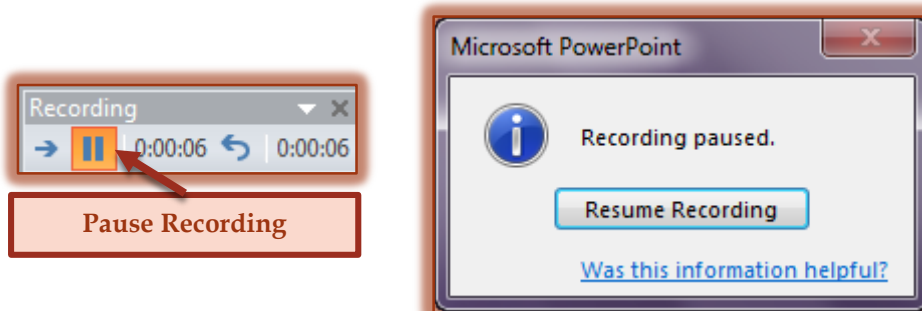 Recording
0:00:06 0:00:06
Pause Recording
Microsoft PowerPoint
Recording paused.
Resume Recording
Was this information helpful?